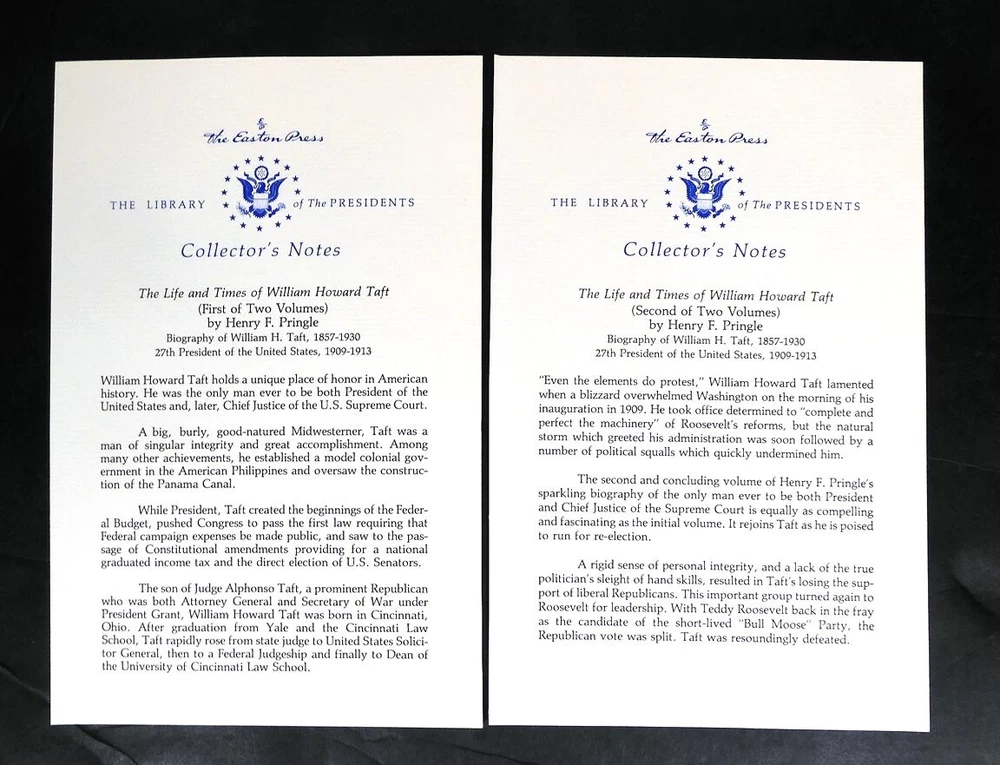 The Easton Press
THE LIBRARY of The PRESIDENTS
Collector's Notes
The Life and Times of William Howard Taft
(First of Two Volumes)
by Henry F. Pringle
Biography of William H. Taft, 1857-1930
27th President of the United States, 1909-1913
William Howard Taft holds a unique place of honor in American
history. He was the only man ever to be both President of the
United States and, later, Chief Justice of the U.S. Supreme Court.
A big, burly, good-natured Midwesterner, Taft was a
man of singular integrity and great accomplishment. Among
many other achievements, he established a model colonial gov-
ernment in the American Philippines and oversaw the construc-
tion of the Panama Canal.
While President, Taft created the beginnings of the Feder-
al Budget, pushed Congress to pass the first law requiring that
Federal campaign expenses be made public, and saw to the pas-
sage of Constitutional amendments providing for a national
graduated income tax and the direct election of U.S. Senators.
The son of Judge Alphonso Taft, a prominent Republican
who was both Attorney General and Secretary of War under
President Grant, William Howard Taft was born in Cincinnati,
Ohio. After graduation from Yale and the Cincinnati Law
School, Taft rapidly rose from state judge to United States Solici-
tor General, then to a Federal Judgeship and finally to Dean of
the University of Cincinnati Law School.
The Easton Press
THE LIBRARY of The PRESIDENTS
Collector's Notes
The Life and Times of William Howard Taft
(Second of Two Volumes)
by Henry F. Pringle
Biography of William H. Taft, 1857-1930
27th President of the United States, 1909-1913
"Even the elements do protest," William Howard Taft lamented
when a blizzard overwhelmed Washington on the morning of his
inauguration in 1909. He took office determined to "complete and
perfect the machinery" of Roosevelt's reforms, but the natural
storm which greeted his administration was soon followed by a
number of political squalls which quickly undermined him.
The second and concluding volume of Henry F. Pringle's
sparkling biography of the only man ever to be both President
and Chief Justice of the Supreme Court is equally as compelling
and fascinating as the initial volume. It rejoins Taft as he is poised
to run for re-election.
A rigid sense of personal integrity, and a lack of the true
politician's sleight of hand skills, resulted in Taft's losing the sup-
port of liberal Republicans. This important group turned again to
Roosevelt for leadership. With Teddy Roosevelt back in the fray
as the candidate of the short-lived "Bull Moose" Party, the
Republican vote was split. Taft was resoundingly defeated.